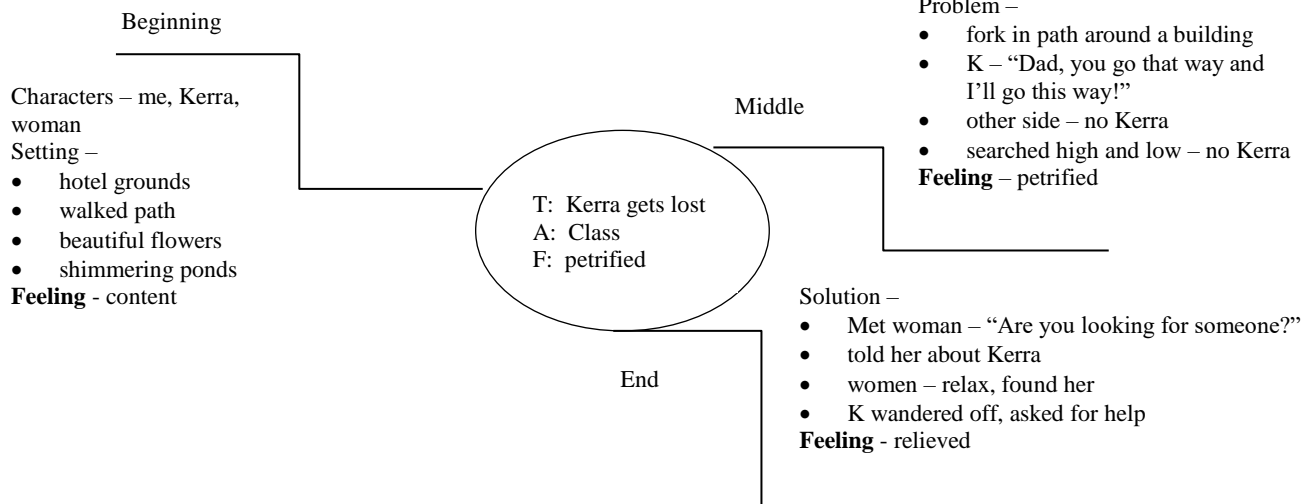 Beginning
Characters – me, Kerra,
woman
Setting –
• hotel grounds
• walked path
• beautiful flowers
• shimmering ponds
Feeling - content
T: Kerra gets lost
A: Class
F: petrified
Middle
Problem –
• fork in path around a building
• K – “Dad, you go that way and
I’ll go this way!”
• other side – no Kerra
• searched high and low – no Kerra
Feeling – petrified
End
Solution –
• Met woman – “Are you looking for someone?”
• told her about Kerra
• women – relax, found her
• K wandered off, asked for help
Feeling - relieved